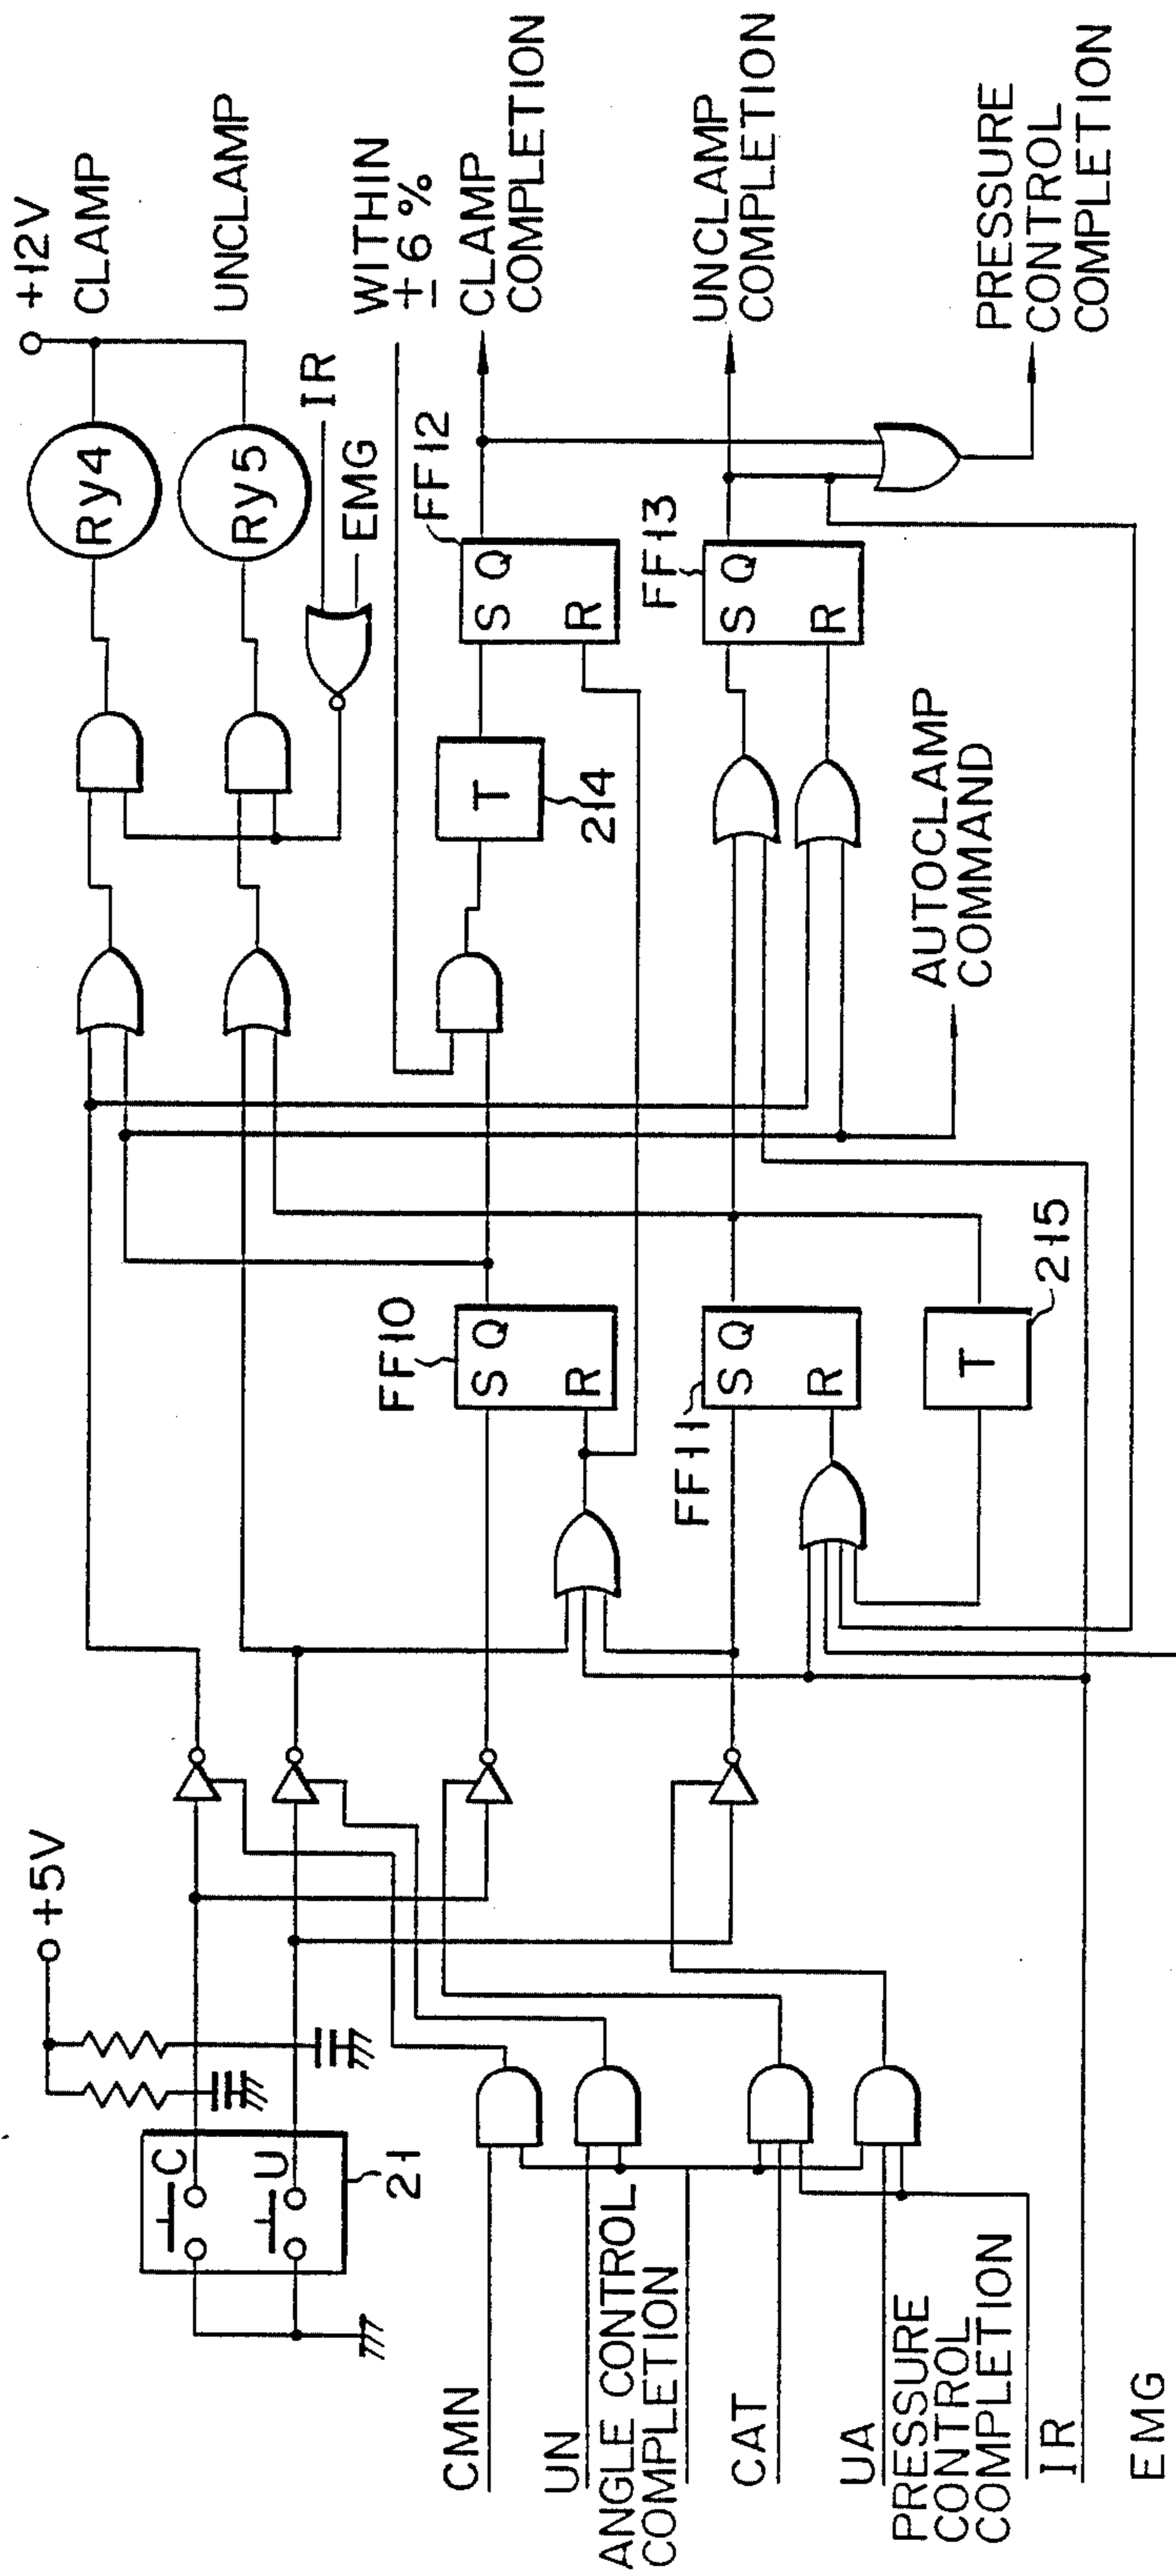 +12V
CLAMP
UNCLAMP
WITHIN
±6%
CLAMP
COMPLETION
UNCLAMP
COMPLETION
PRESSURE
CONTROL
COMPLETION
Ry4
Ry5
IR
EMG
FF12
S Q
R
FF13
S Q
R
T
214
AUTOCLAMP
COMMAND
FF10
S Q
R
FF11
S Q
R
T
215
+5V
C
U
21
CMN
UN
ANGLE CONTROL
COMPLETION
CAT
UA
PRESSURE
CONTROL
COMPLETION
IR
EMG